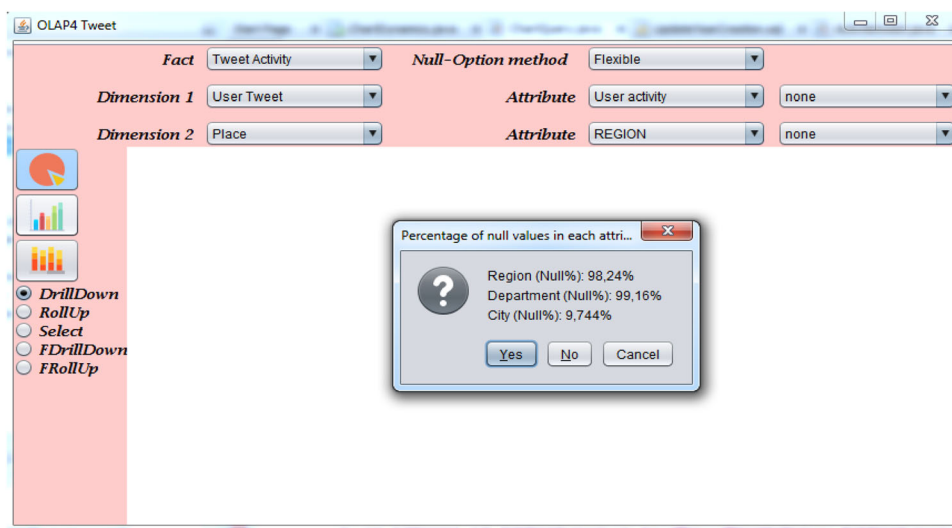 OLAP4 Tweet
Fact Tweet Activity Null-Option method Flexible
Dimension 1 User Tweet Attribute User activity none
Dimension 2 Place Attribute REGION none
DrillDown
RollUp
Select
FDrillDown
FRollUp
Percentage of null values in each attri...
Region (Null%): 98,24%
Department (Null%): 99,16%
City (Null%): 9,744%
Yes No Cancel